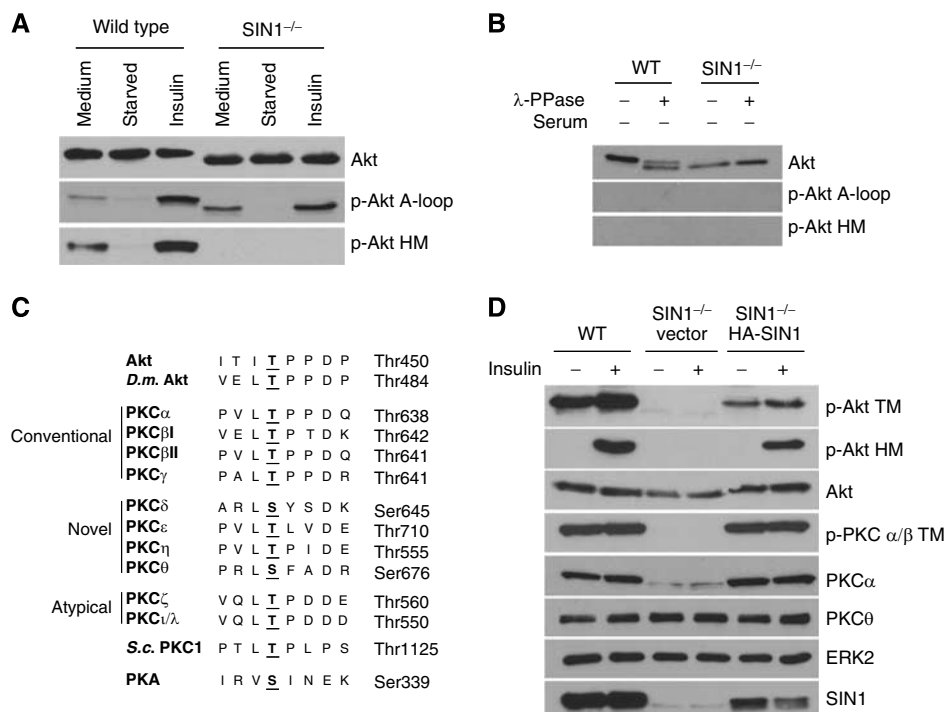 A
Wild type SIN1–/–
Medium Starved Insulin Medium Starved Insulin
Akt
p-Akt A-loop
p-Akt HM
B
WT SIN1–/–
λ-PPase – + – +
Serum – – – –
Akt
p-Akt A-loop
p-Akt HM
C
Akt I T I T P P D P Thr450
D.m. Akt V E L T P P D P Thr484
Conventional
PKCα P V L T P P D Q Thr638
PKCβI V E L T P T D K Thr642
PKCβII P V L T P P D Q Thr641
PKCγ P A L T P P D R Thr641
Novel
PKCδ A R L S Y S D K Ser645
PKCε P V L T L V D E Thr710
PKCη P V L T P I D E Thr555
PKCθ P R L S F A D R Ser676
Atypical
PKCζ V Q L T P D D E Thr560
PKCι/λ V Q L T P D D D Thr550
S.c. PKC1 P T L T P L P S Thr1125
PKA I R V S I N E K Ser339
D
WT SIN1–/– vector SIN1–/– HA-SIN1
Insulin – + – + – +
p-Akt TM
p-Akt HM
Akt
p-PKC α/β TM
PKCα
PKCθ
ERK2
SIN1